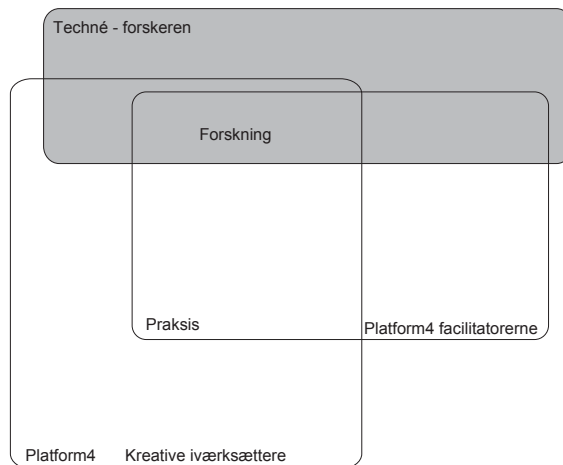 Techné - forskeren
Forskning
Praksis
Platform4 facilitatorerne
Platform4 Kreative iværksættere